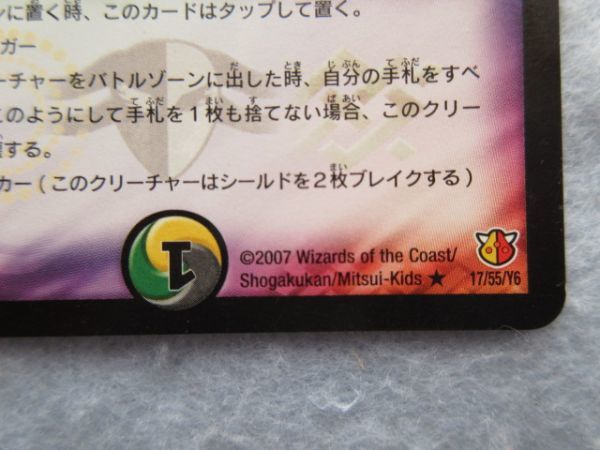 ンに置く時、このカードはタップして置く。
ガー
ーチャーをバトルゾーンに出した時、自分の手札をすべ
このようにして手札を1枚も捨てない場合、このクリー
する。
カー(このクリーチャーはシールドを2枚ブレイクする)
1
©2007 Wizards of the Coast/
Shogakukan/Mitsui-Kids ★
17/55/Y6